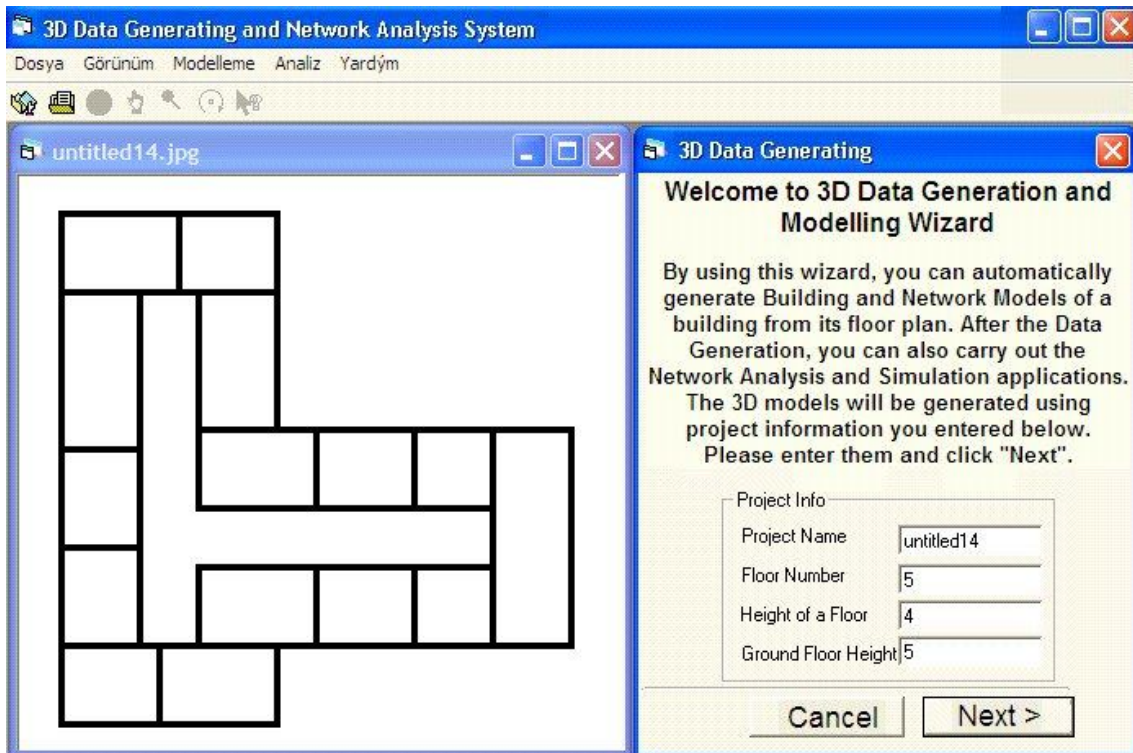 3D Data Generating and Network Analysis System
Dosya Görünüm Modelleme Analiz Yardým
untitled14.jpg
3D Data Generating
Welcome to 3D Data Generation and
Modelling Wizard
By using this wizard, you can automatically
generate Building and Network Models of a
building from its floor plan. After the Data
Generation, you can also carry out the
Network Analysis and Simulation applications.
The 3D models will be generated using
project information you entered below.
Please enter them and click "Next".
Project Info
Project Name untitled14
Floor Number 5
Height of a Floor 4
Ground Floor Height 5
Cancel Next >